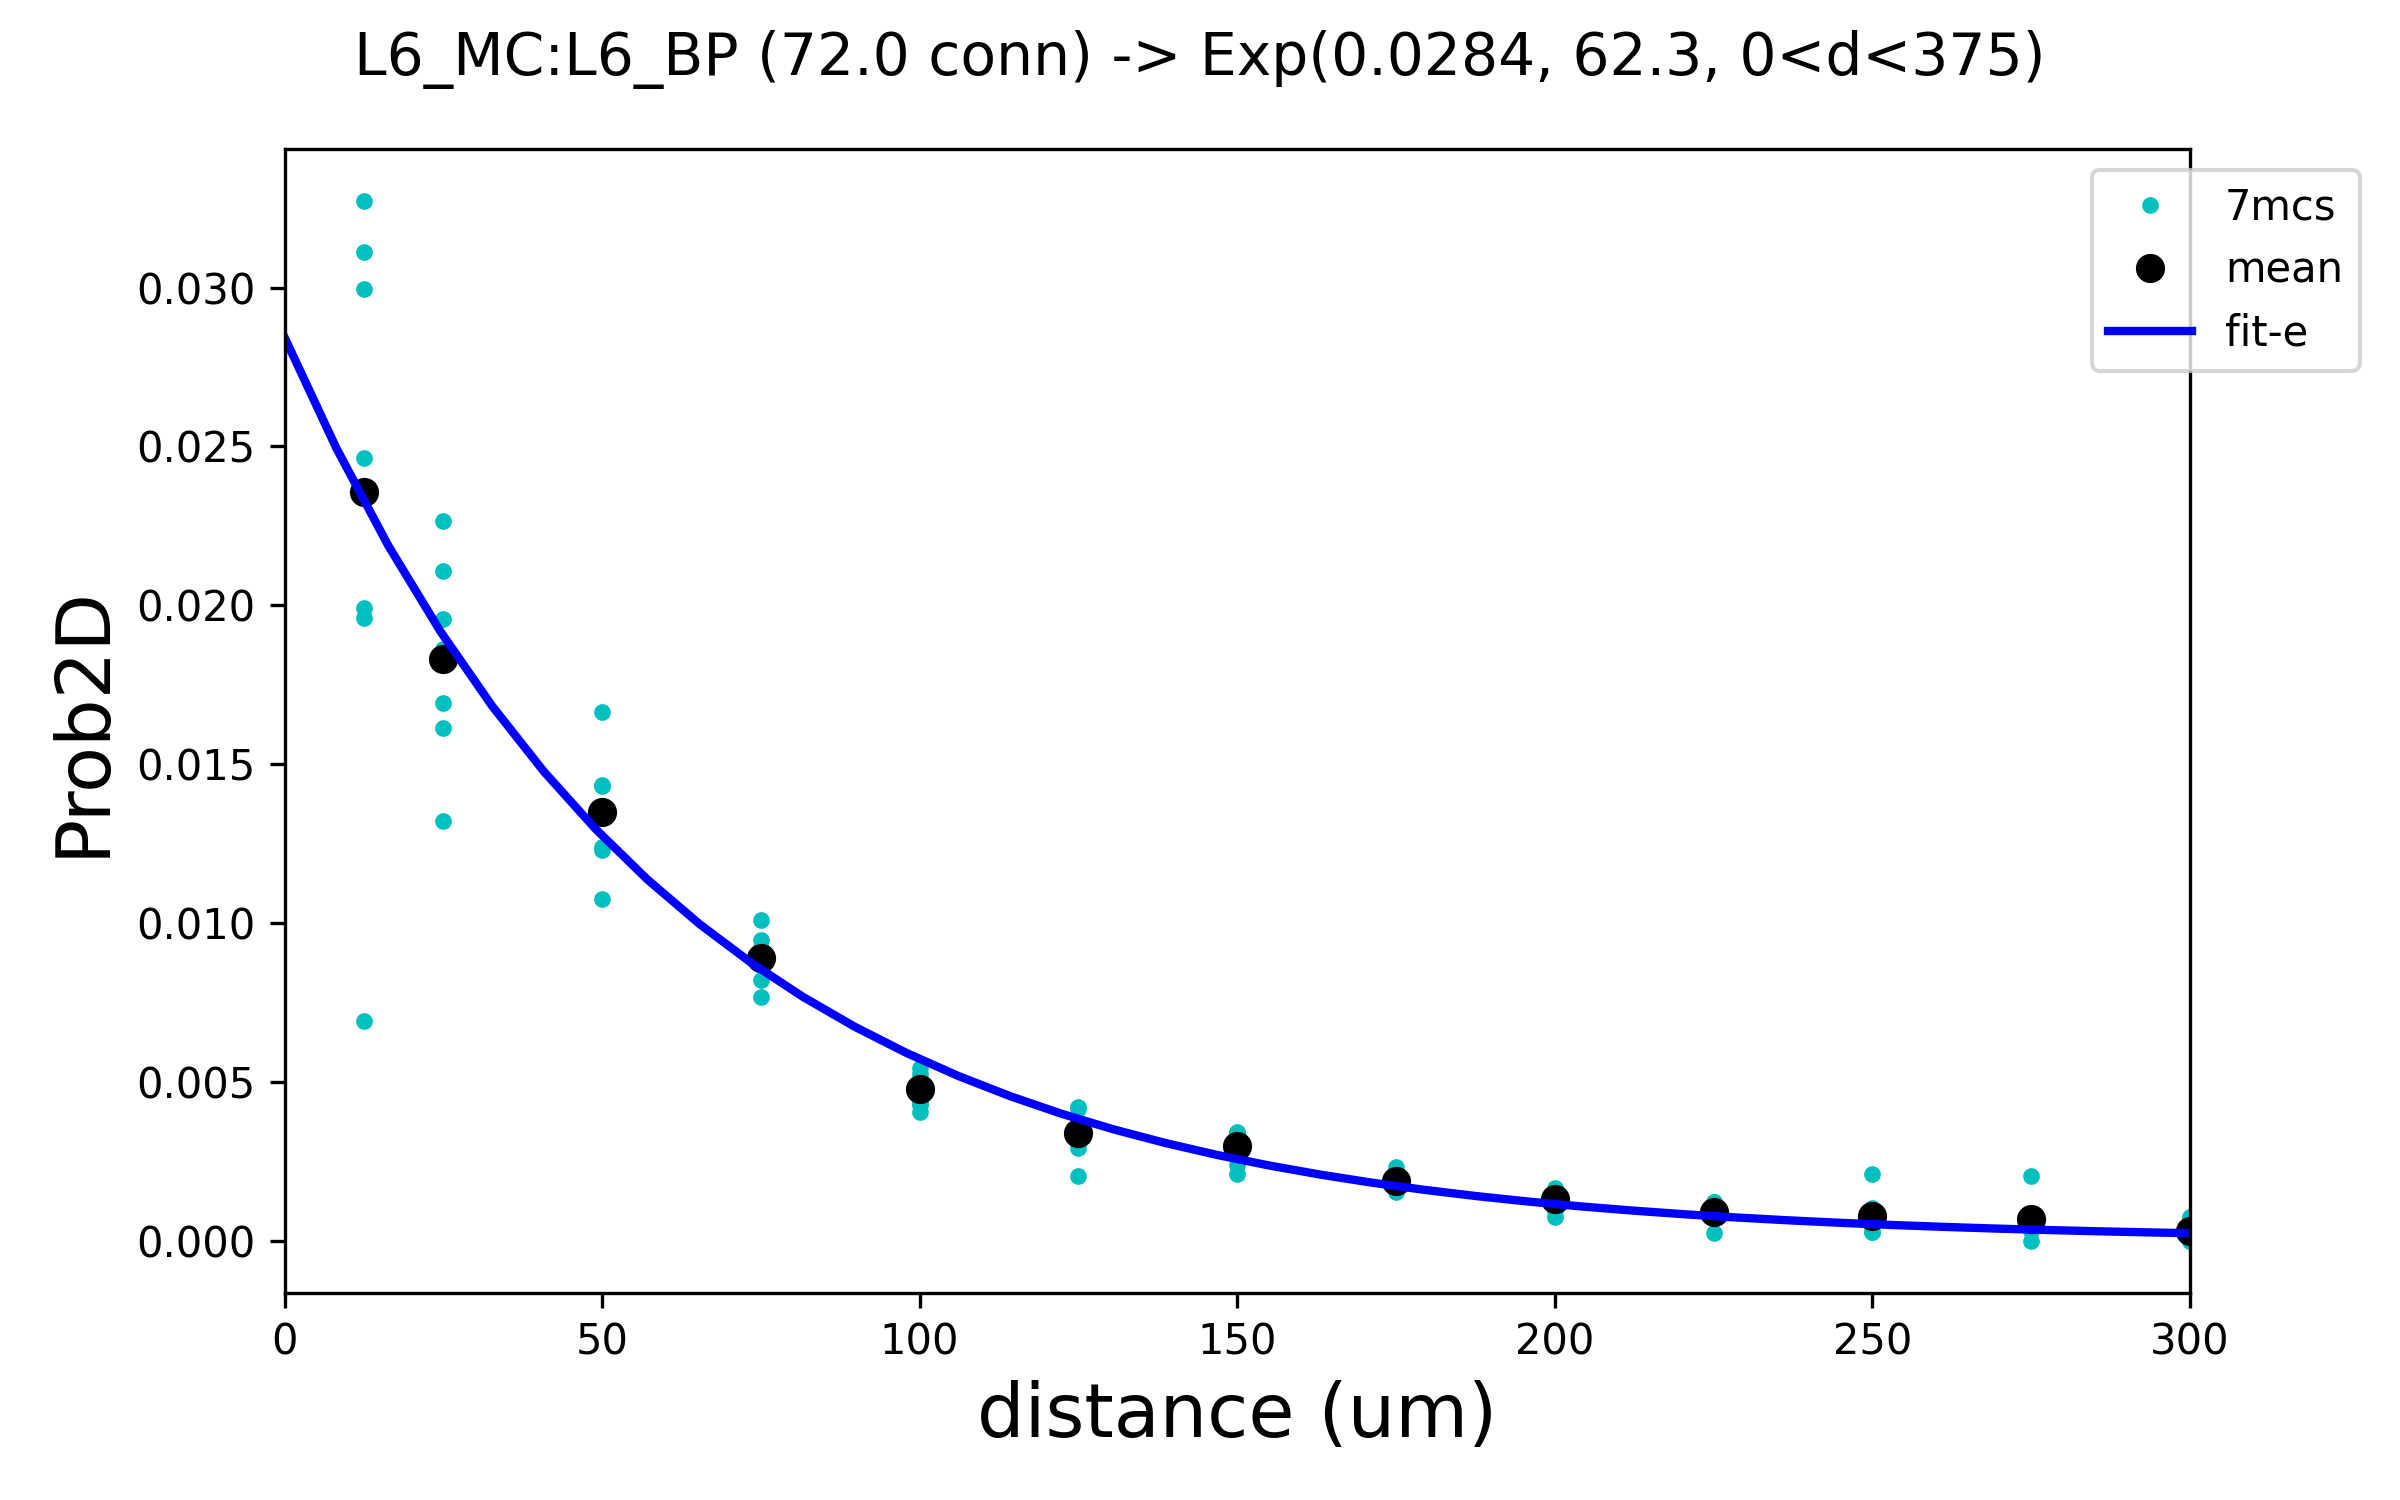 L6_MC:L6_BP (72.0 conn) -> Exp(0.0284, 62.3, 0<d<375)
7mcs
mean
fit-e
Prob2D
0.030
0.025
0.020
0.015
0.010
0.005
0.000
0 50 100 150 200 250 300
distance (um)